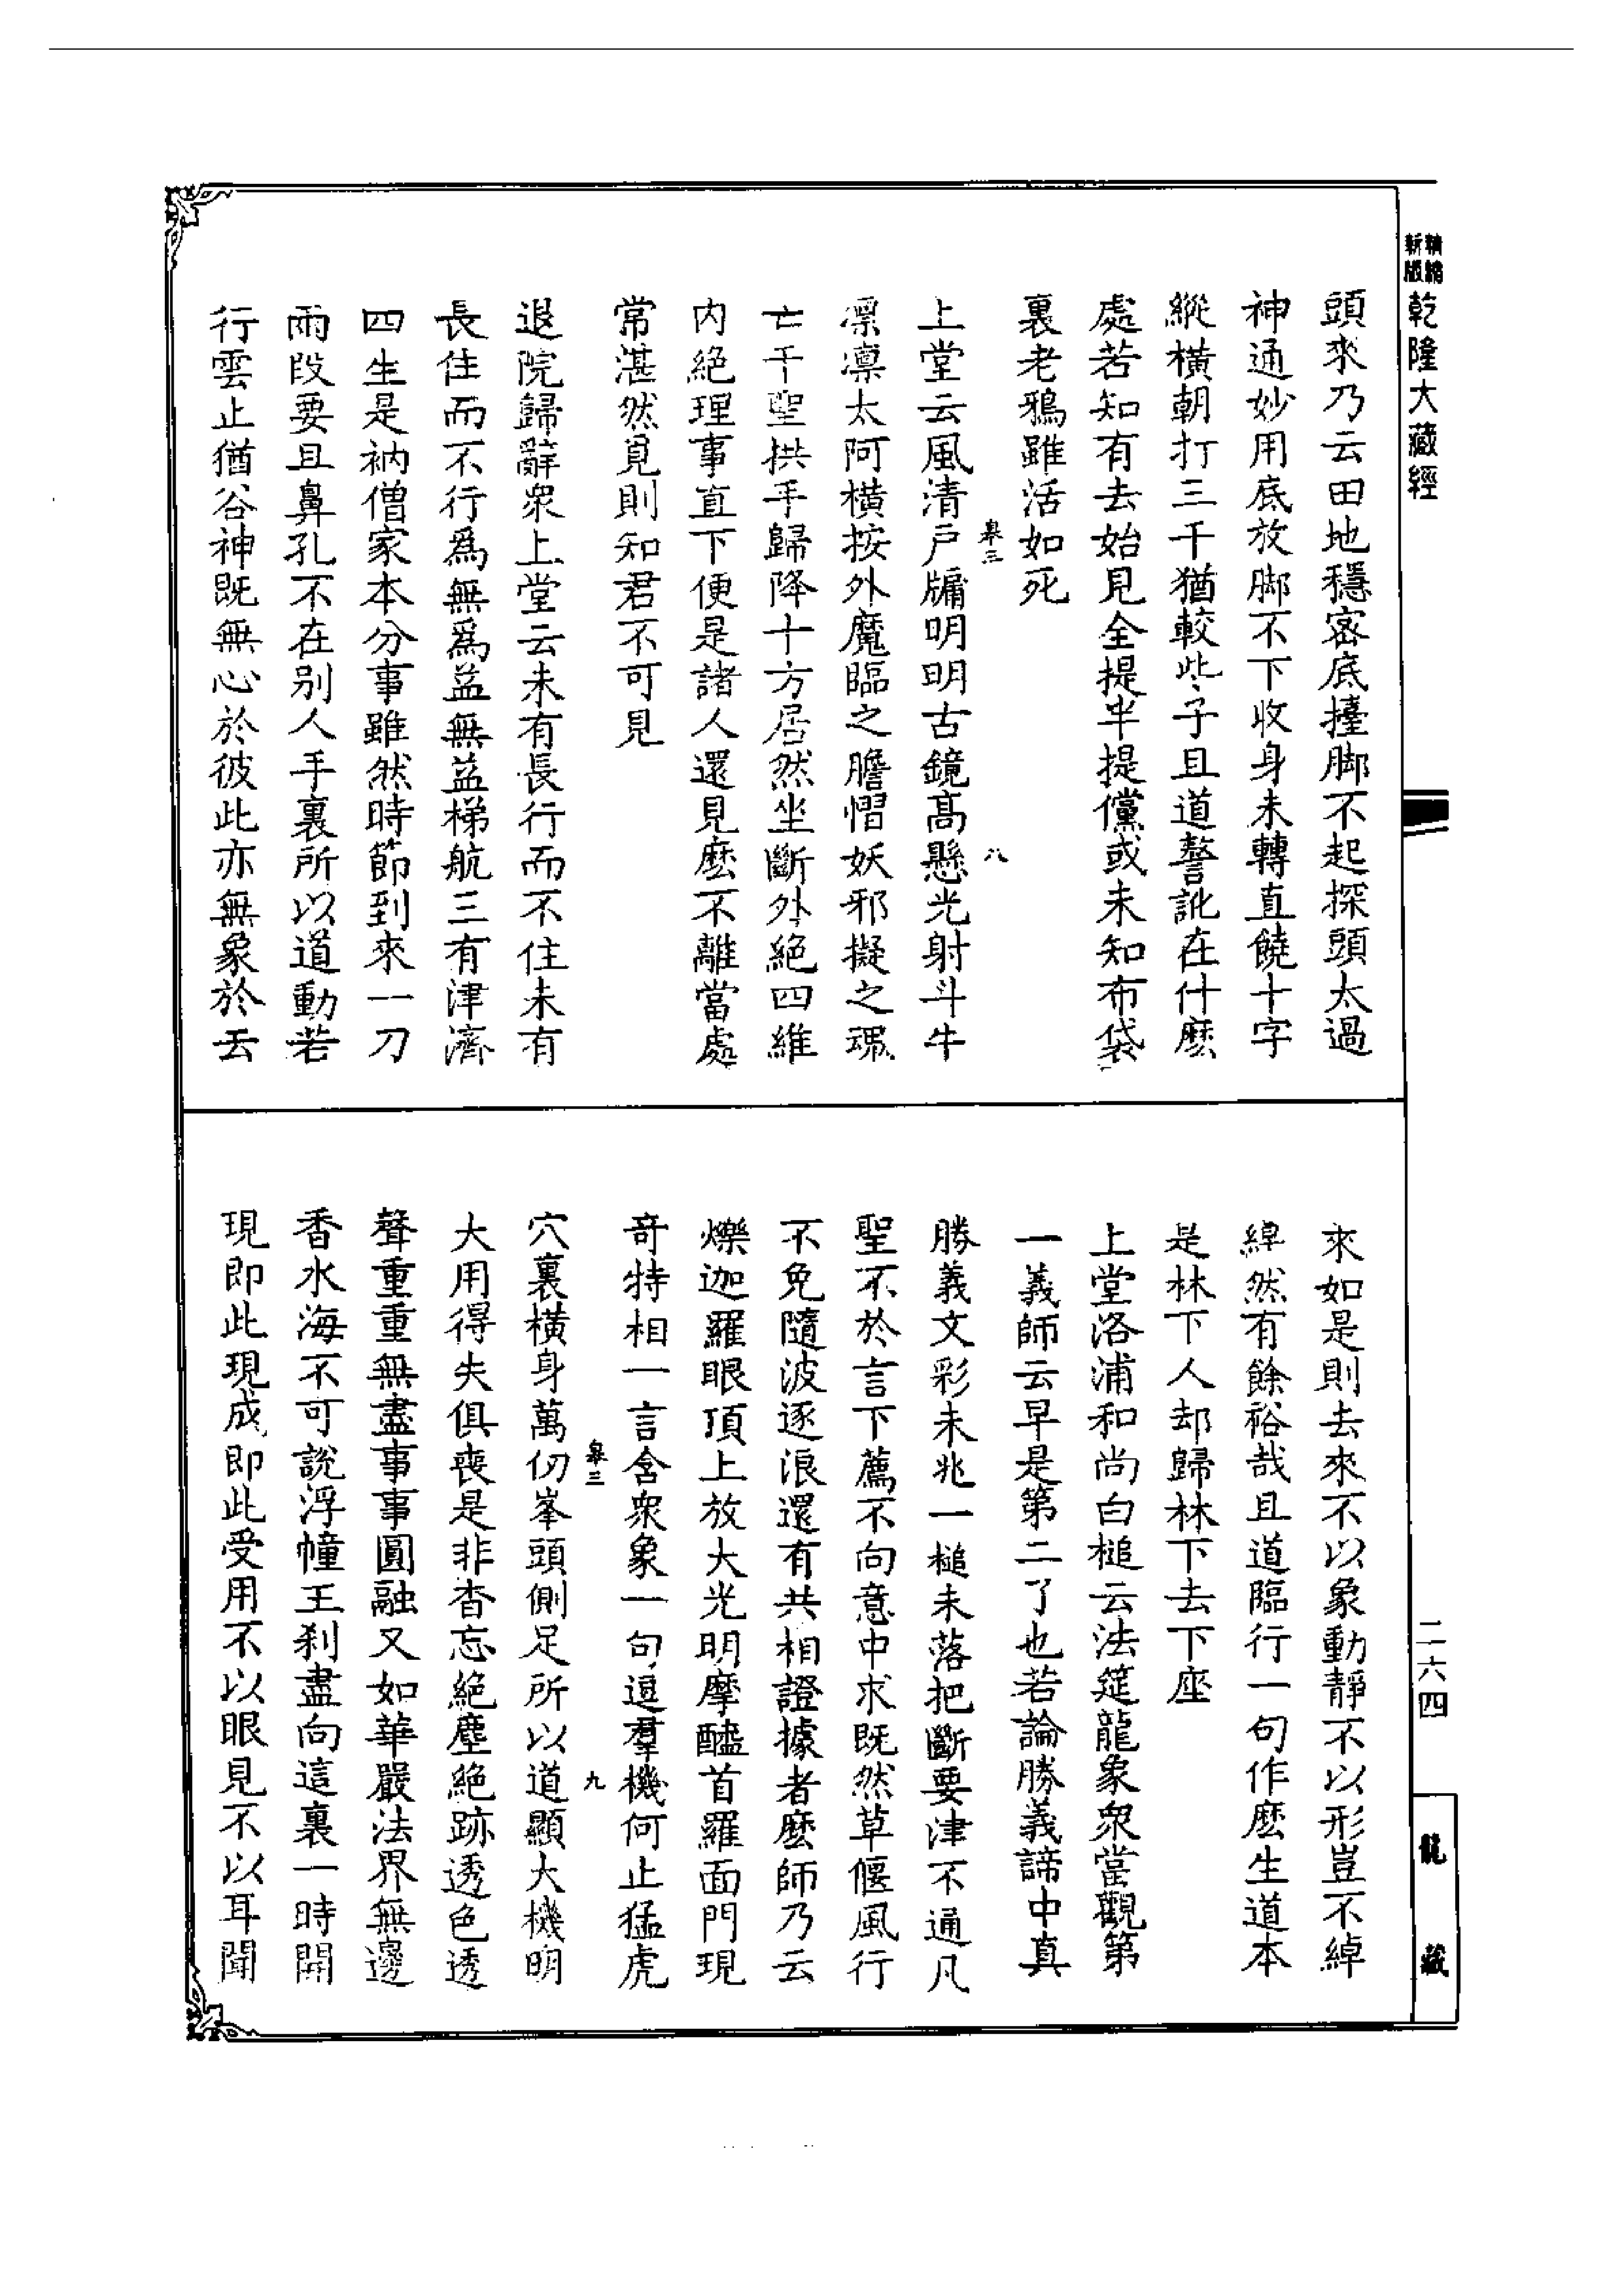 精縮新版乾隆大藏經
頭來乃云田地穩密底擡脚不起探頭太過
神通妙用底放脚不下收身未轉直饒十字
縱橫朝打三千猶較些子且道誵訛在什麽
處若知有去始見全提半提儻或未知布袋
裏老鴉雖活如死
臯三　八
上堂云風清戶牖明明古鏡高懸光射斗牛
凛凛太阿橫按外魔臨之膽慴妖邪擬之魂
亡千聖拱手歸降十方居然坐斷外絕四維
內絕理事直下便是諸人還見麽不離當處
常湛然覓則知君不可見
退院歸辭衆上堂云未有長行而不住未有
長住而不行爲無爲益無益梯航三有津濟
四生是衲僧家本分事雖然時節到來一刀
兩段要且鼻孔不在別人手裏所以道動若
行雲止猶谷神既無心於彼此亦無象於去
來如是則去來不以象動靜不以形豈不綽
綽然有餘裕哉且道臨行一句作麽生道本
是林下人却歸林下去下座
上堂洛浦和尚白槌云法筵龍象衆當觀第
一義師云早是第二了也若論勝義諦中真
勝義文彩未兆一槌未落把斷要津不通凡
聖不於言下薦不向意中求既然草偃風行
不免隨波逐浪還有共相證據者麽師乃云
爍迦羅眼頂上放大光明摩醯首羅面門現
奇特相一言含衆象一句逗羣機何止猛虎
臯三　九
穴裏橫身萬仞峯頭側足所以道顯大機明
大用得失俱喪是非杳忘絕塵絕跡透色透
聲重重無盡事事圓融又如華嚴法界無邊
香水海不可說浮幢王刹盡向這裏一時開
現即此現成即此受用不以眼見不以耳聞
二六四
龍藏